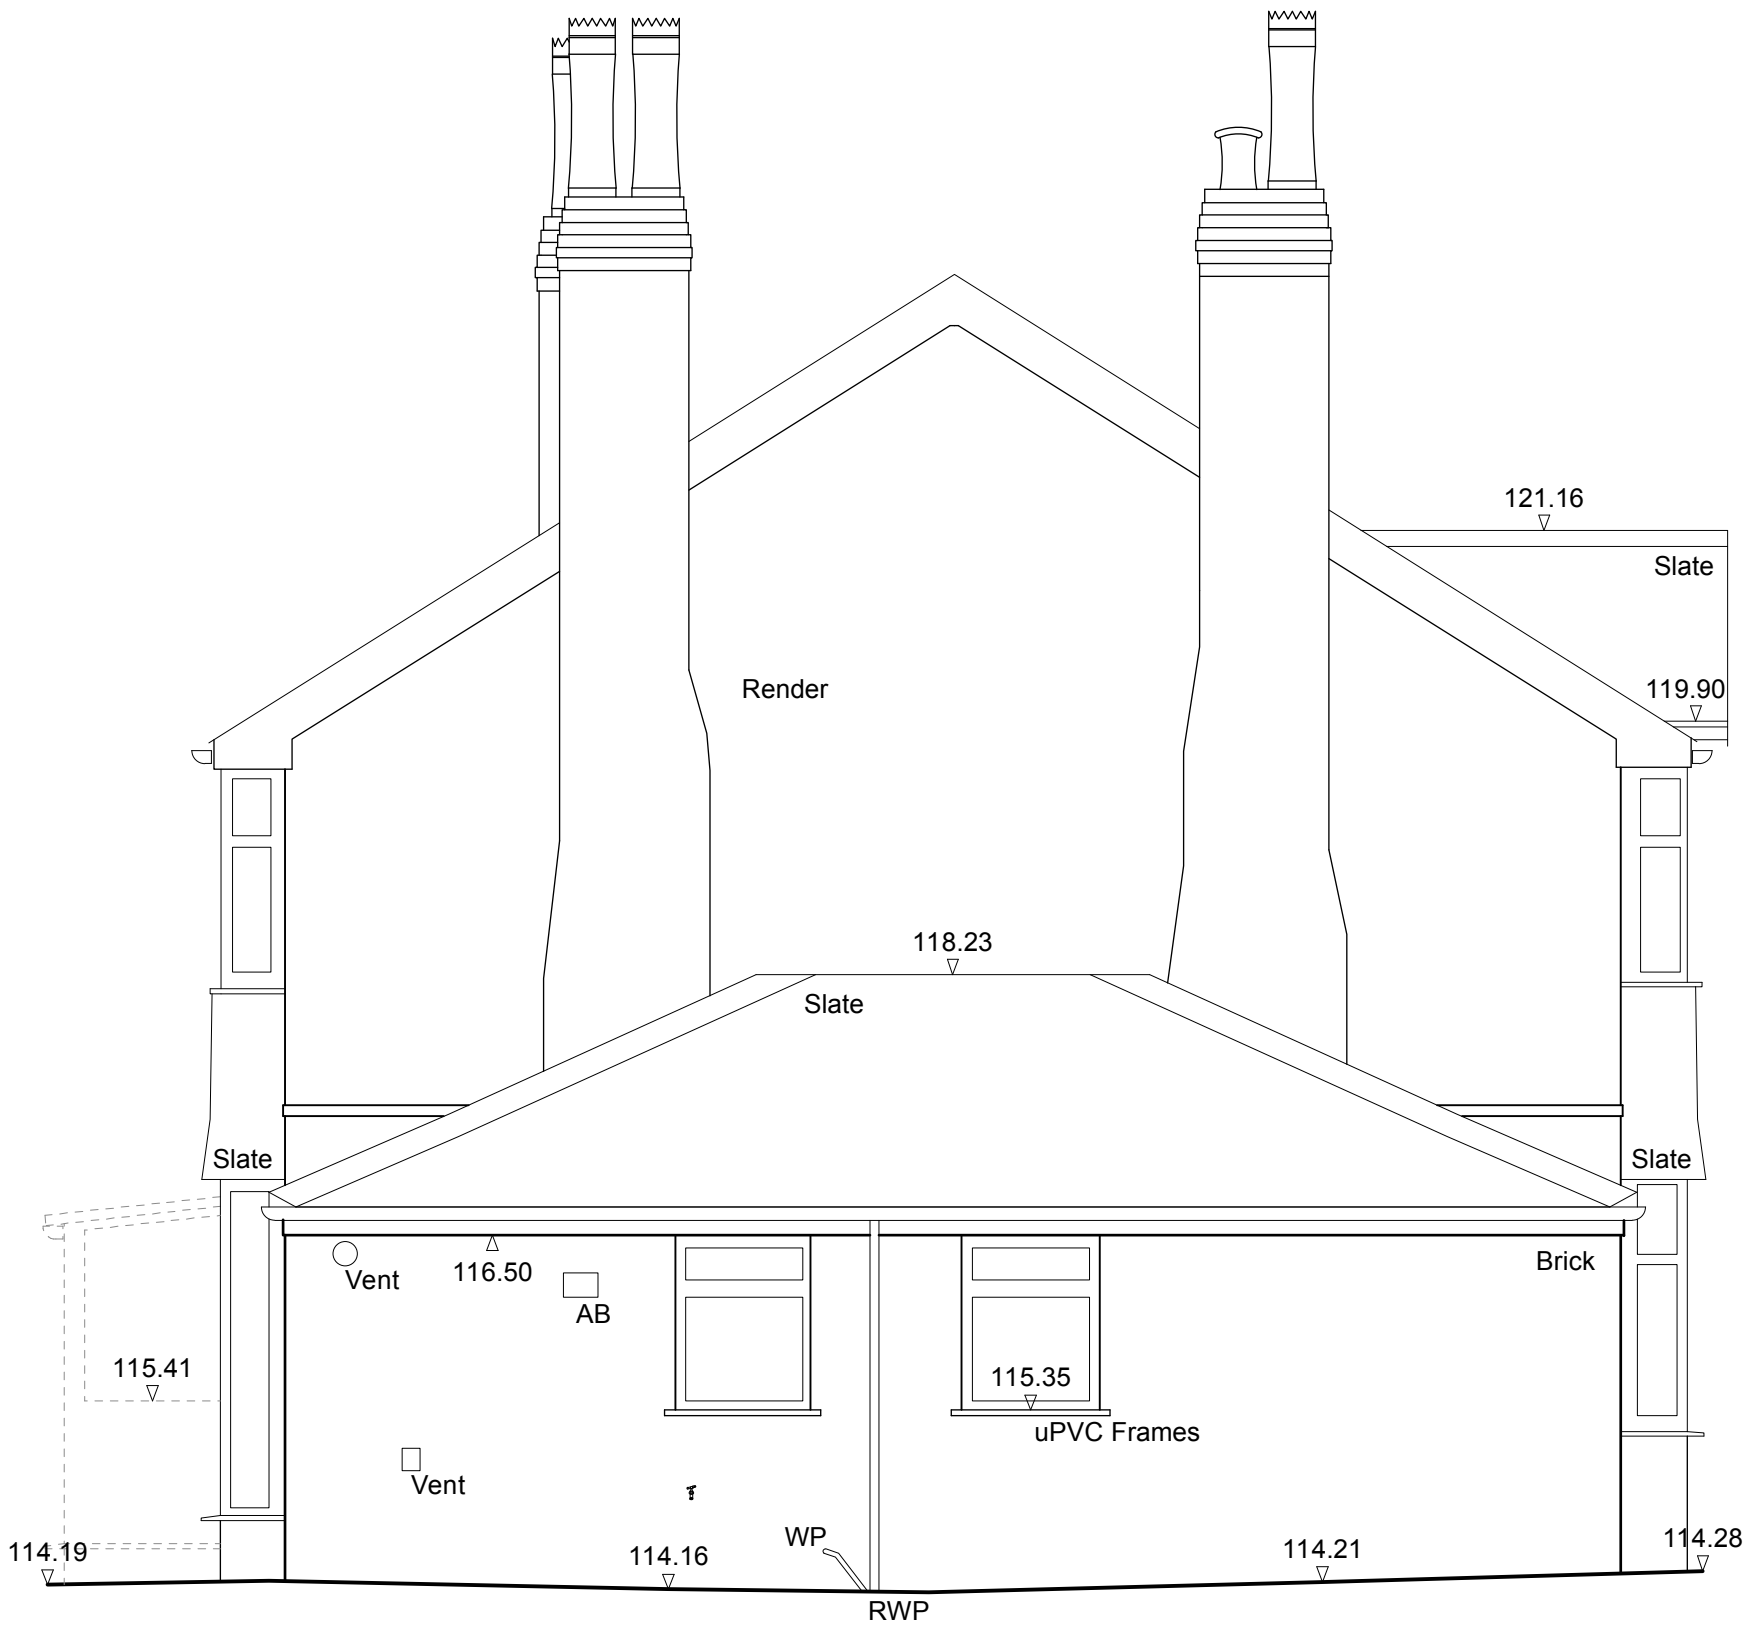 121.16
Slate
119.90
Render
118.23
Slate
Slate
Slate
Brick
Vent
116.50
AB
115.41
115.35
uPVC Frames
Vent
WP
114.19
114.16
114.21
114.28
RWP